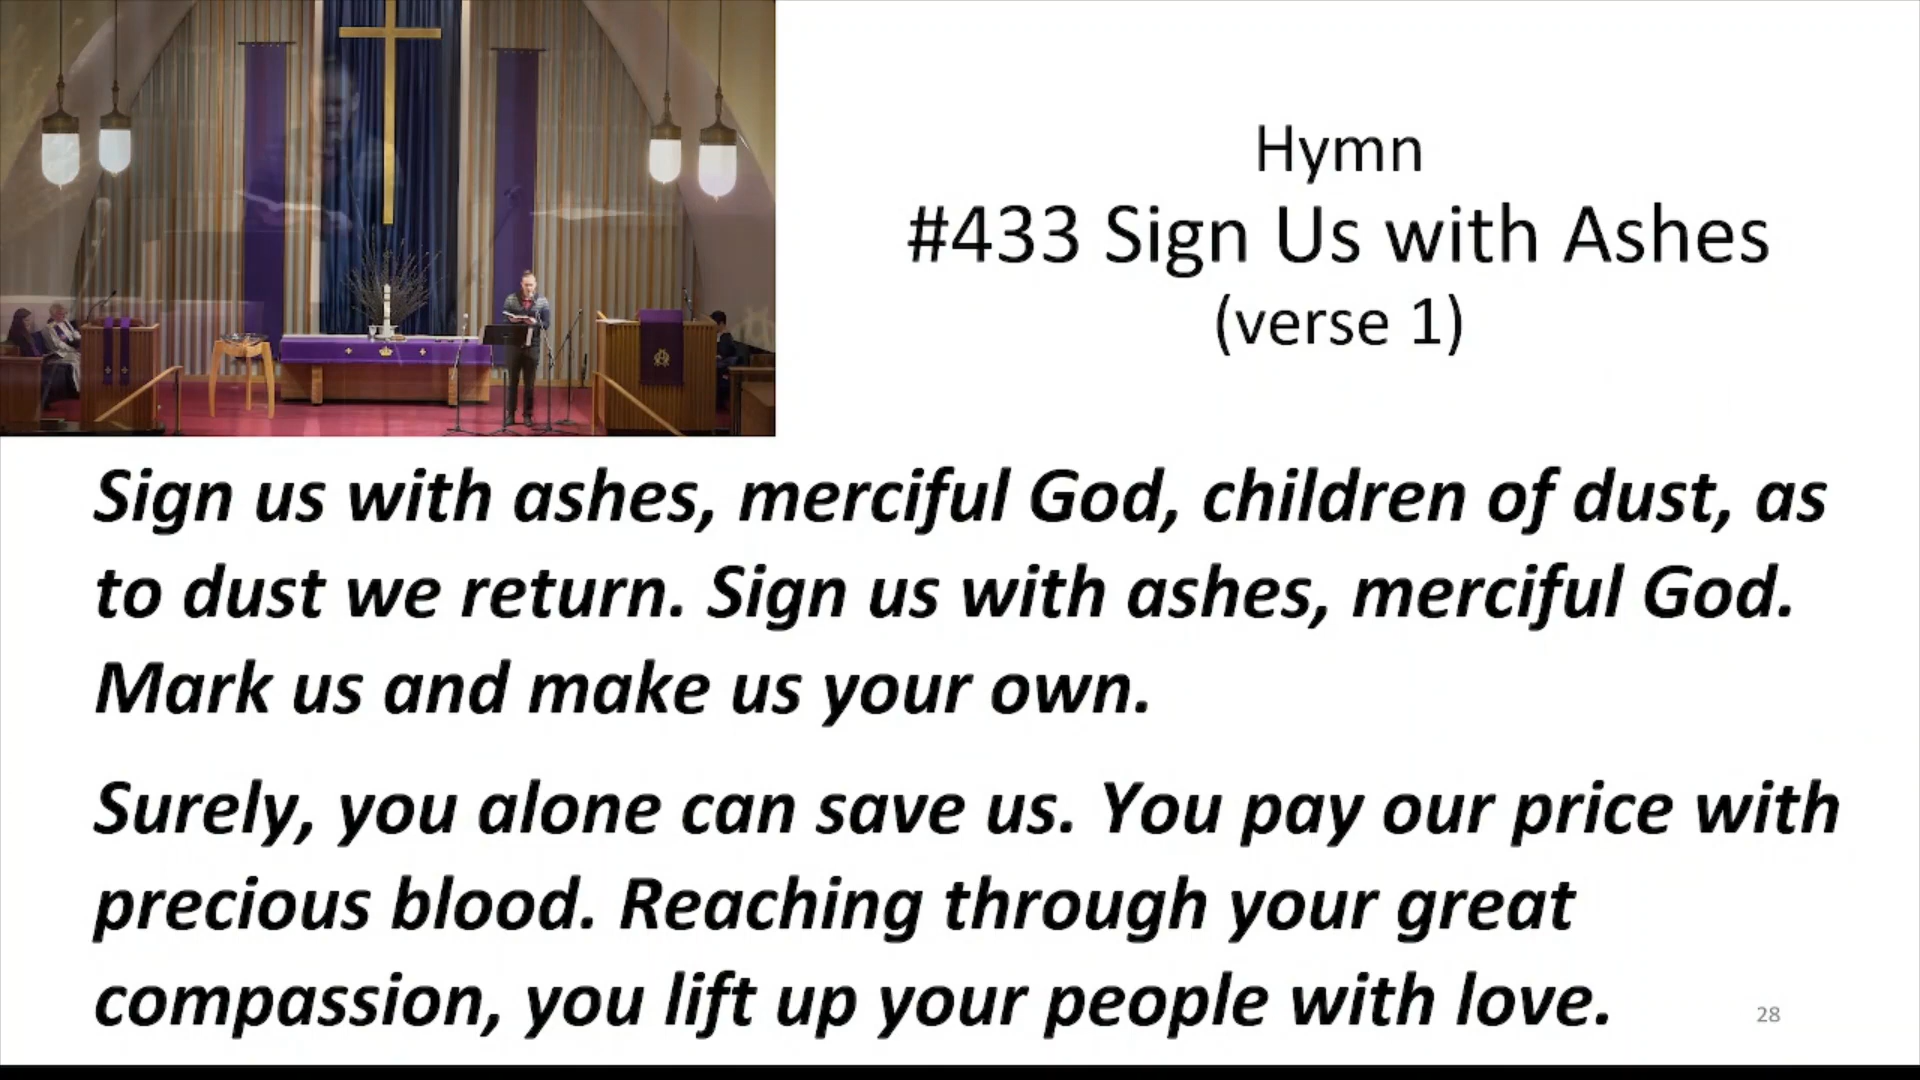 Hymn
#433 Sign Us with Ashes
(verse 1)
Sign us with ashes, merciful God, children of dust, as
to dust we return. Sign us with ashes, merciful God.
Mark us and make us your own.
Surely, you alone can save us. You pay our price with
precious blood. Reaching through your great
compassion, you lift up your people with love.
28